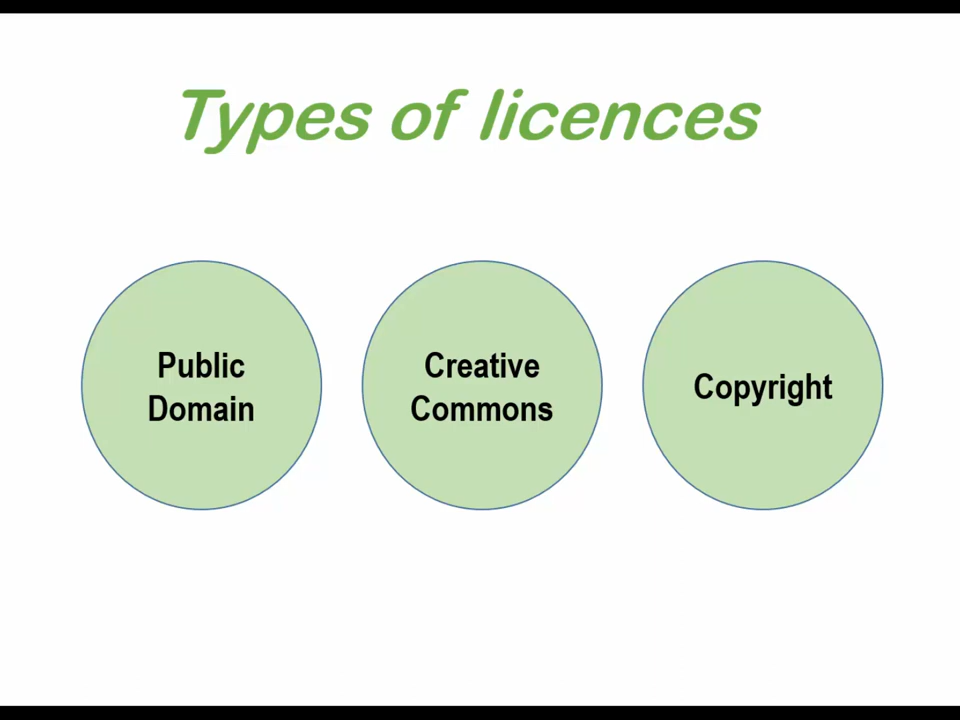 Types of licences
Public
Domain
Creative
Commons
Copyright